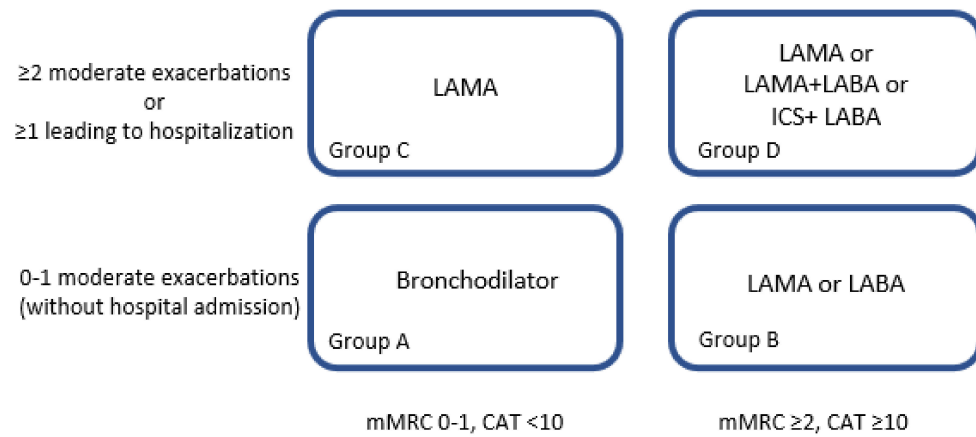 ≥2 moderate exacerbations
or
≥1 leading to hospitalization
LAMA
Group C
LAMA or
LAMA+LABA or
ICS+ LABA
Group D
0-1 moderate exacerbations
(without hospital admission)
Bronchodilator
Group A
LAMA or LABA
Group B
mMRC 0-1, CAT <10
mMRC ≥2, CAT ≥10